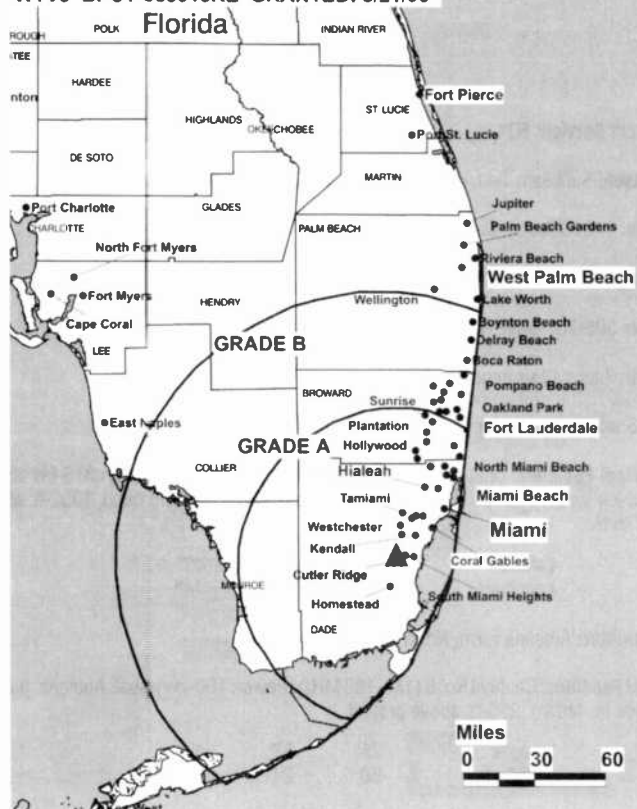 Florida
POLK
INDIAN RIVER
HARDEE
Fort Pierce
ST LUCIE
HIGHLANDS
OKEECHOBEE
Port St. Lucie
DE SOTO
MARTIN
Port Charlotte
CHARLOTTE
GLADES
Jupiter
PALM BEACH
Palm Beach Gardens
North Fort Myers
Riviera Beach
West Palm Beach
Fort Myers
HENDRY
Wellington
Lake Worth
Cape Coral
Boynton Beach
LEE
GRADE B
Delray Beach
Boca Raton
BROWARD
Sunrise
Pompano Beach
Oakland Park
East Naples
Plantation
Fort Lauderdale
GRADE A
Hollywood
COLLIER
Hialeah
North Miami Beach
Tamiami
Miami Beach
Westchester
Miami
Kendall
Coral Gables
Cutler Ridge
MONROE
South Miami Heights
Homestead
DADE
Miles
0 30 60